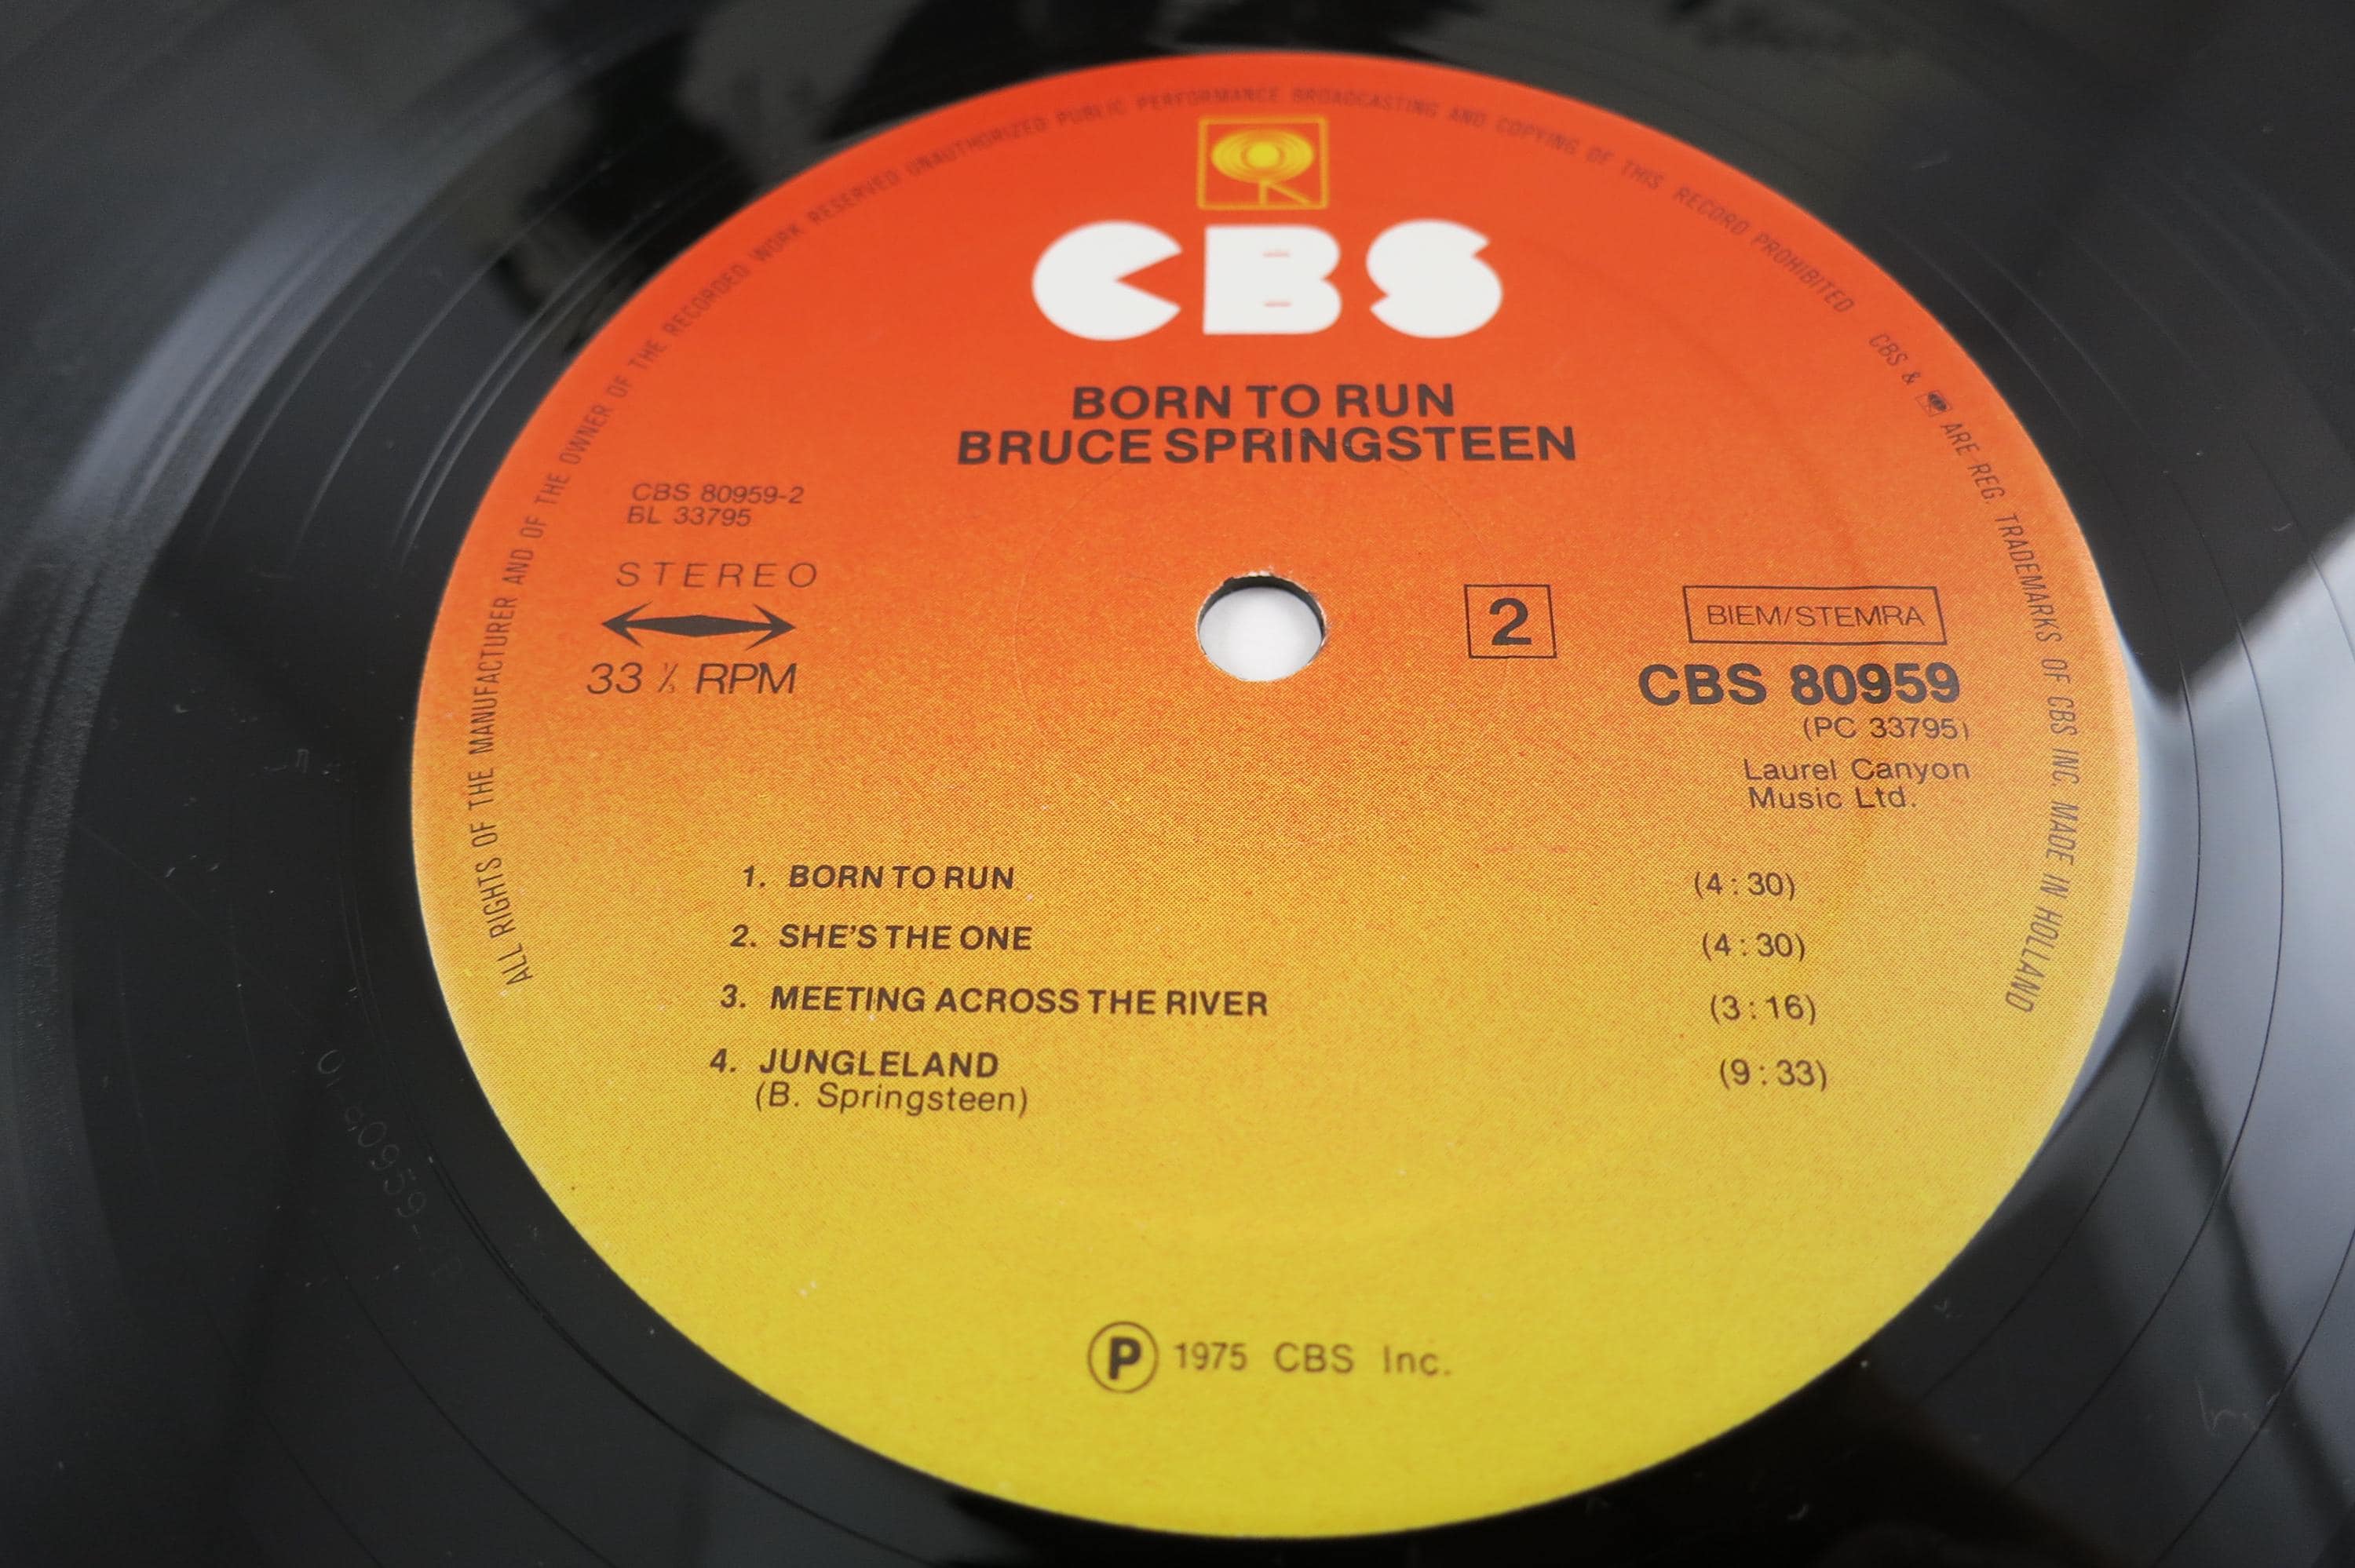 ALL RIGHTS OF THE MANUFACTURER AND OF THE OWNER OF THE RECORDED WORK RESERVED UNAUTHORIZED PUBLIC PERFORMANCE BROADCASTING AND COPYING OF THIS RECORD PROHIBITED CBS & ARE REG. TRADEMARKS OF CBS INC. MADE IN HOLLAND
CBS
BORN TO RUN
BRUCE SPRINGSTEEN
CBS 80959-2
BL 33795
STEREO
33 ⅓ RPM
2
BIEM/STEMRA
CBS 80959
(PC 33795)
Laurel Canyon
Music Ltd.
1. BORN TO RUN (4:30)
2. SHE'S THE ONE (4:30)
3. MEETING ACROSS THE RIVER (3:16)
4. JUNGLELAND (9:33)
(B. Springsteen)
Ⓟ 1975 CBS Inc.